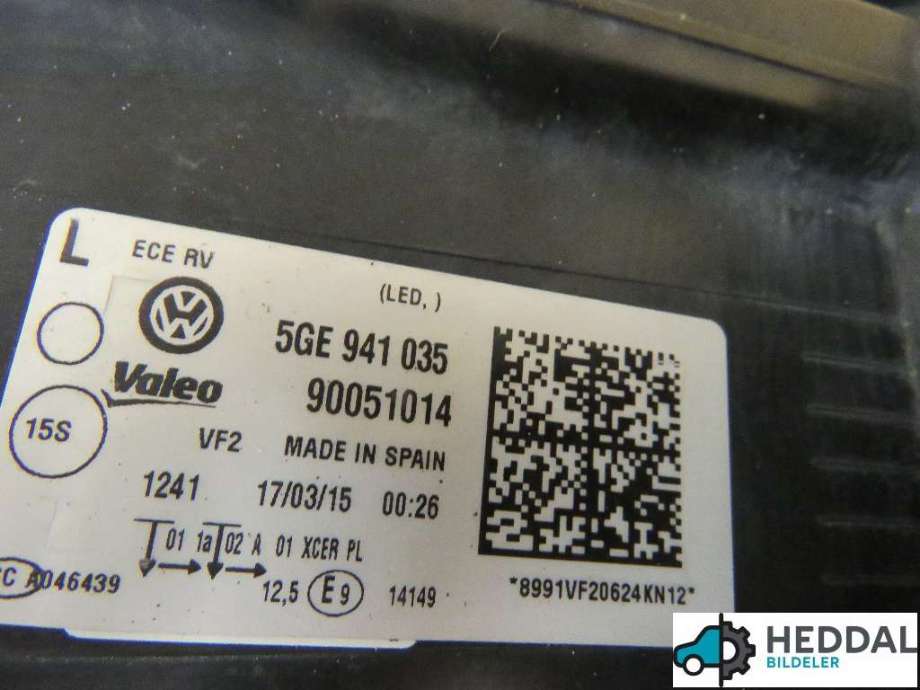 L
ECE RV
(LED, )
5GE 941 035
Valeo
90051014
15S
VF2 MADE IN SPAIN
1241 17/03/15 00:26
01 1a 02 A 01 XCER PL
A046439
12,5 E9 14149
*8991VF20624KN12*
HEDDAL
BILDELER